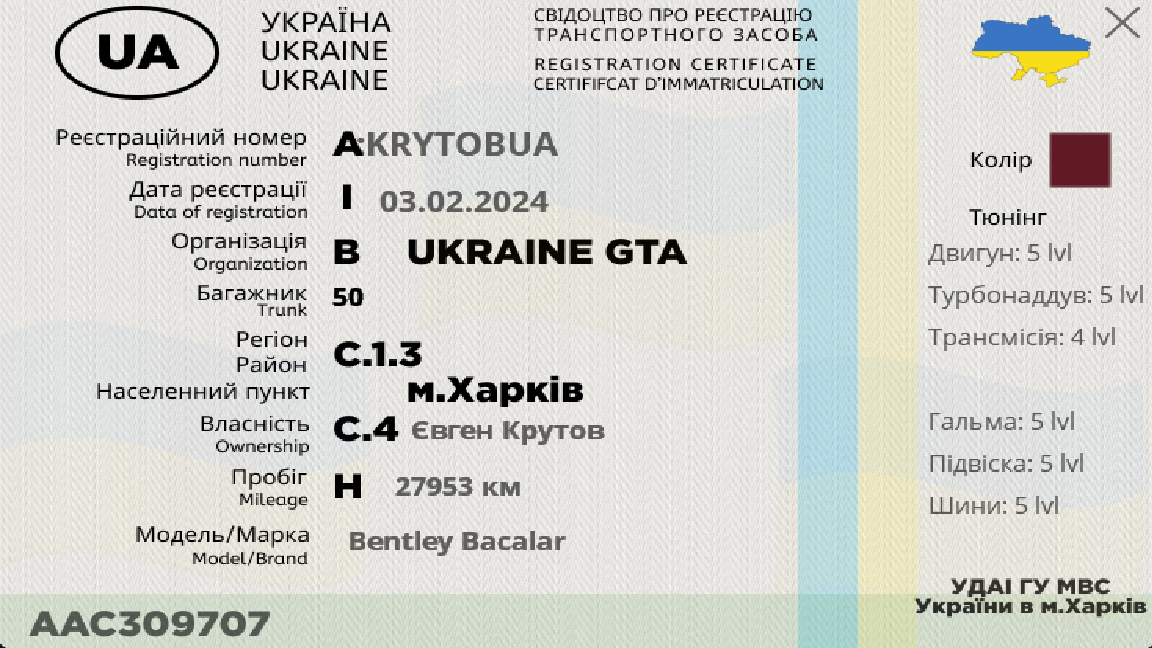 UA
УКРАЇНА
UKRAINE
UKRAINE
СВІДОЦТВО ПРО РЕЄСТРАЦІЮ
ТРАНСПОРТНОГО ЗАСОБА
REGISTRATION CERTIFICATE
CERTIFIFCAT D'IMMATRICULATION
Реєстраційний номер
Registration number
A:KRYTOBUA
Дата реєстрації
Data of registration
I 03.02.2024
Організація
Organization
B UKRAINE GTA
Багажник
Trunk
50
Регіон
Район
C.1.3
Населенний пункт
м.Харків
Власність
Ownership
C.4 Євген Крутов
Пробіг
Mileage
H 27953 км
Модель/Марка
Model/Brand
Bentley Bacalar
AAC309707
Колір
Тюнінг
Двигун: 5 lvl
Турбонаддув: 5 lvl
Трансмісія: 4 lvl
Гальма: 5 lvl
Підвіска: 5 lvl
Шини: 5 lvl
УДАІ ГУ МВС
України в м.Харків